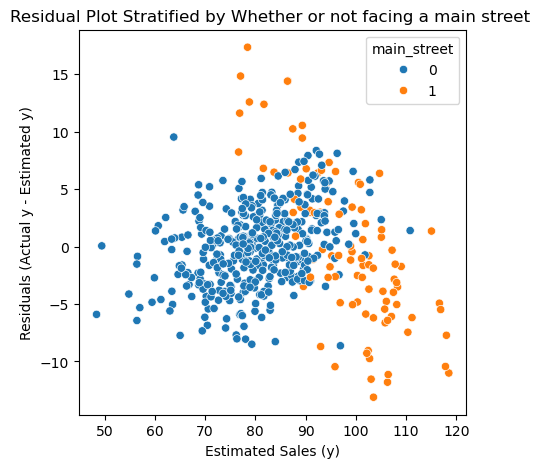 Residual Plot Stratified by Whether or not facing a main street
main_street
0
1
Residuals (Actual y - Estimated y)
15
10
5
0
−5
−10
50 60 70 80 90 100 110 120
Estimated Sales (y)